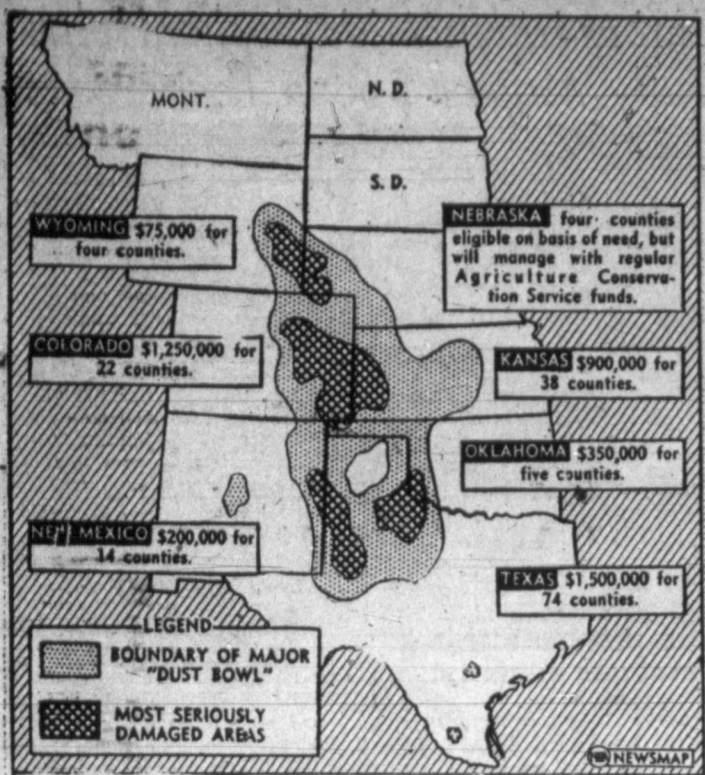 MONT.
N. D.
S. D.
WYOMING $75,000 for
four counties.
NEBRASKA four counties
eligible on basis of need, but
will manage with regular
Agriculture Conserva-
tion Service funds.
COLORADO $1,250,000 for
22 counties.
KANSAS $900,000 for
38 counties.
OKLAHOMA $350,000 for
five counties.
NEW MEXICO $200,000 for
14 counties.
TEXAS $1,500,000 for
74 counties.
LEGEND
BOUNDARY OF MAJOR
"DUST BOWL"
MOST SERIOUSLY
DAMAGED AREAS
NEWSMAP